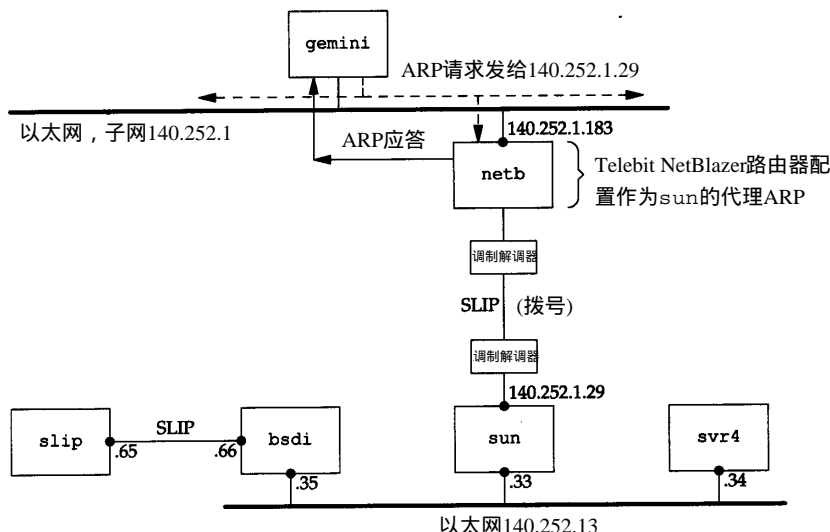 gemini
ARP请求发给140.252.1.29
以太网，子网140.252.1
ARP应答
140.252.1.183
netb
Telebit NetBlazer路由器配
置作为sun的代理ARP
调制解调器
SLIP (拨号)
调制解调器
140.252.1.29
slip
SLIP
.65
.66
bsdi
.35
sun
.33
svr4
.34
以太网140.252.13